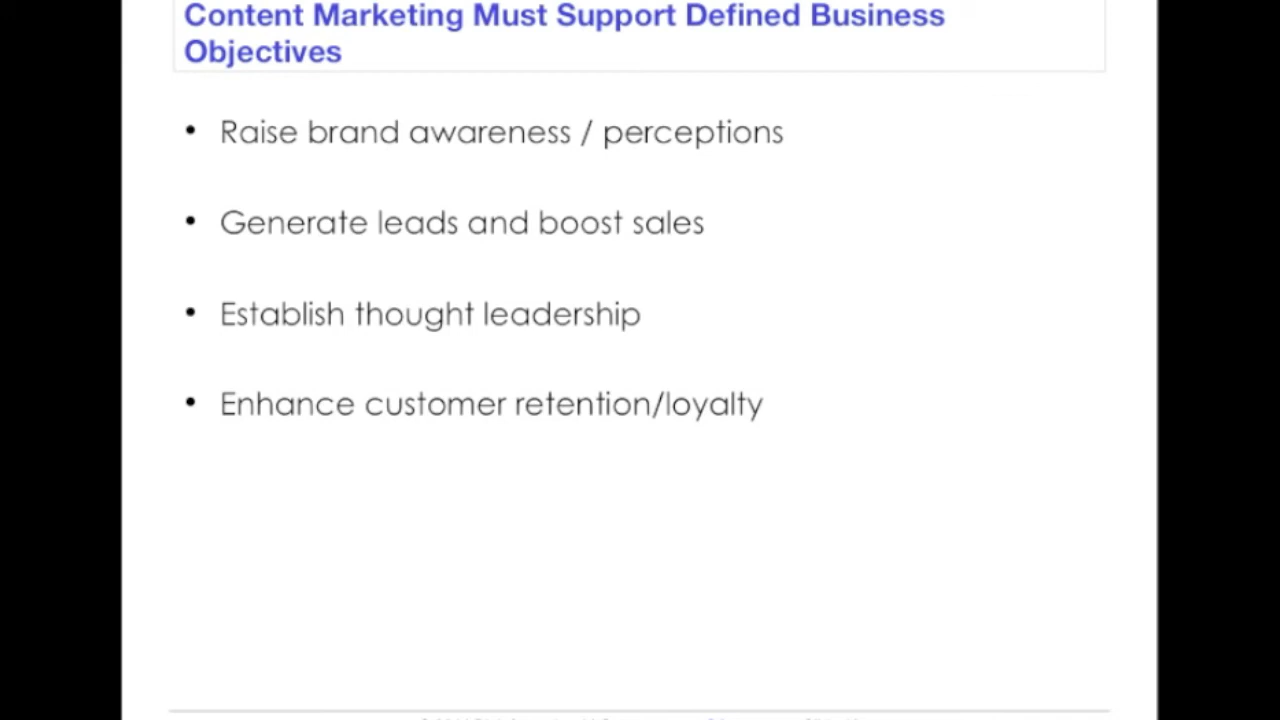 Content Marketing Must Support Defined Business
Objectives
• Raise brand awareness / perceptions
• Generate leads and boost sales
• Establish thought leadership
• Enhance customer retention/loyalty